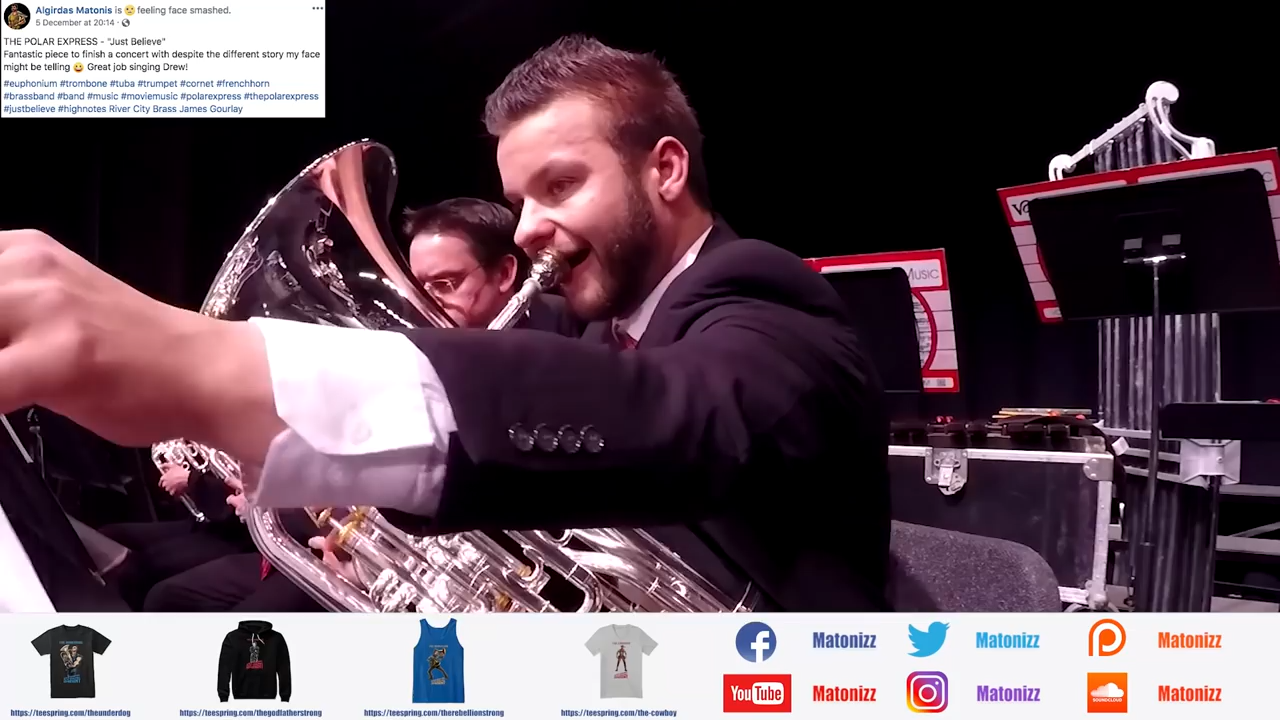 Algirdas Matonis is feeling face smashed.
5 December at 20:14
THE POLAR EXPRESS - "Just Believe"
Fantastic piece to finish a concert with despite the different story my face
might be telling 😀 Great job singing Drew!
#euphonium #trombone #tuba #trumpet #cornet #frenchhorn
#brassband #band #music #moviemusic #polarexpress #thepolarexpress
#justbelieve #highnotes River City Brass James Gourlay
MUSIC
Matonizz
Matonizz
Matonizz
YouTube
Matonizz
Matonizz
SOUNDCLOUD
Matonizz
https://teespring.com/theunderdog
https://teespring.com/thegodfatherstrong
https://teespring.com/therebellionstrong
https://teespring.com/the-cowboy